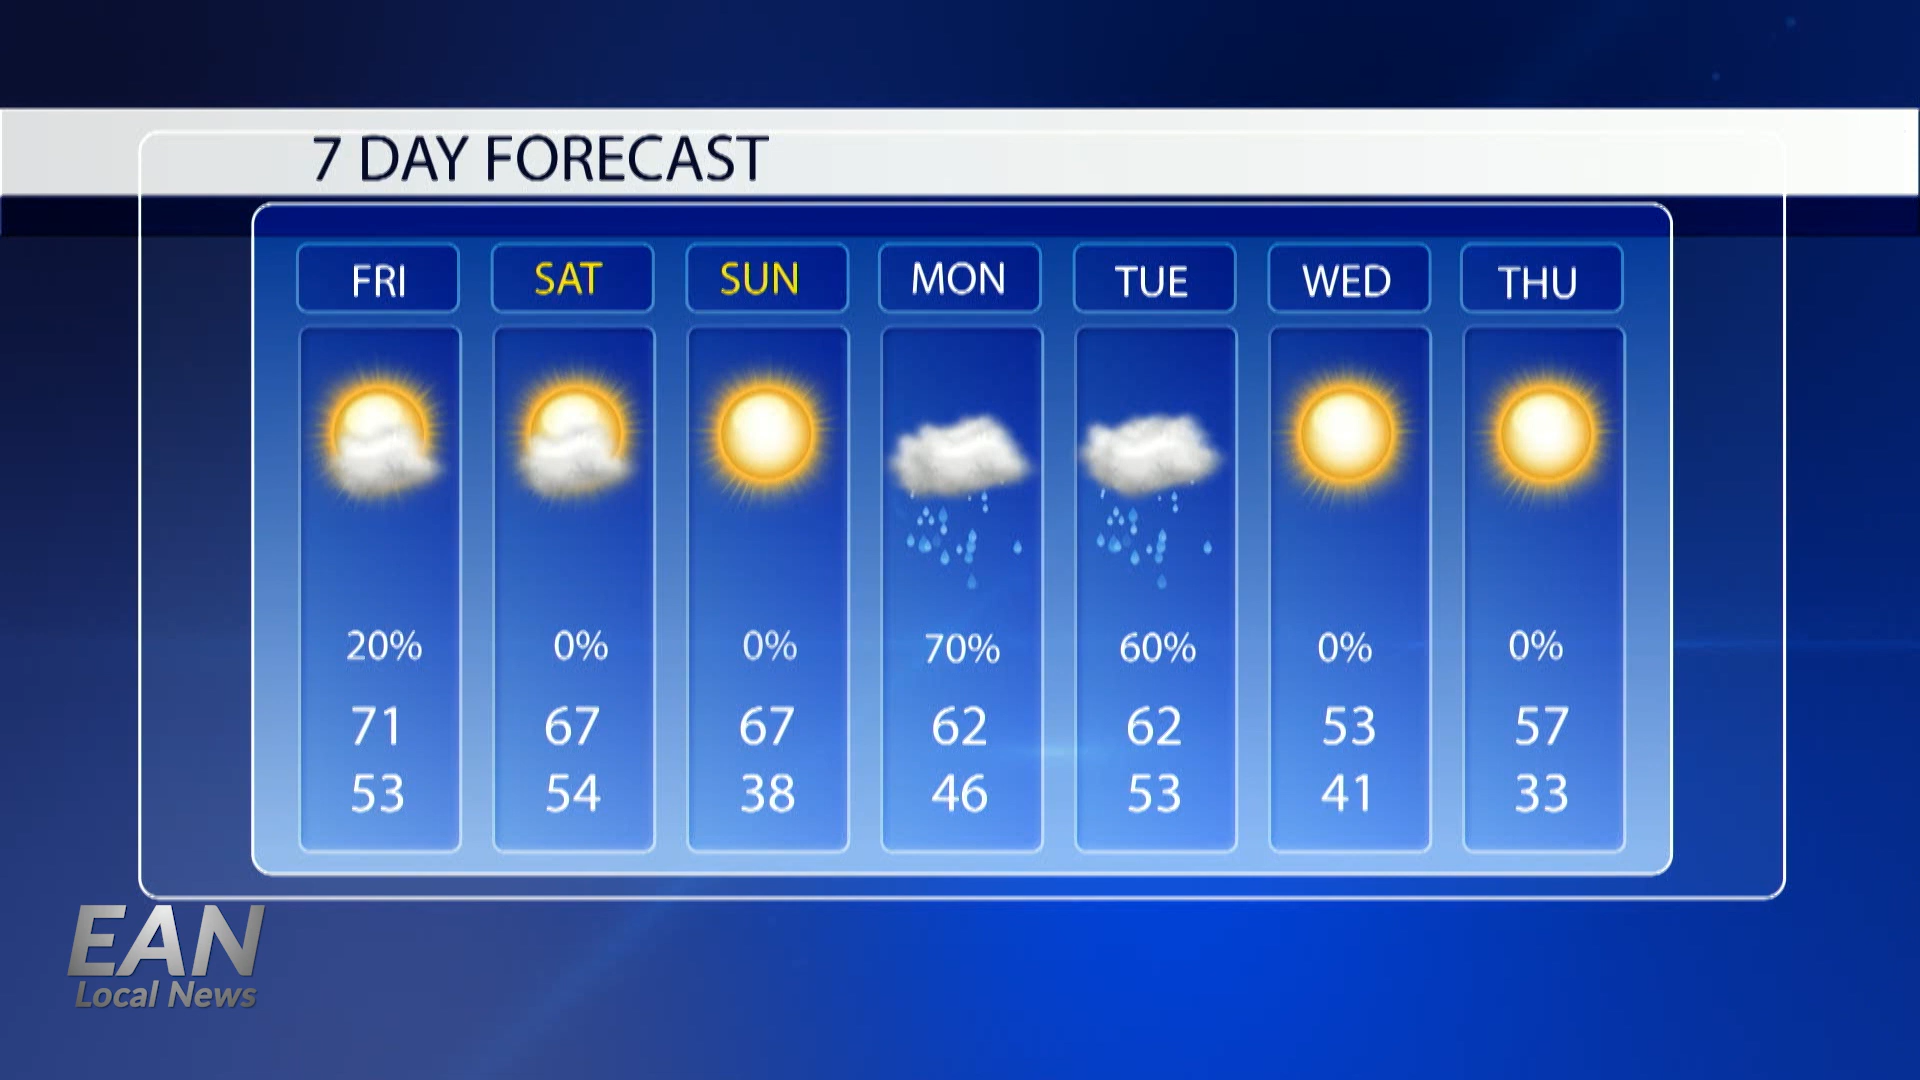 7 DAY FORECAST
FRI SAT SUN MON TUE WED THU
20% 0% 0% 70% 60% 0% 0%
71 67 67 62 62 53 57
53 54 38 46 53 41 33
EAN
Local News